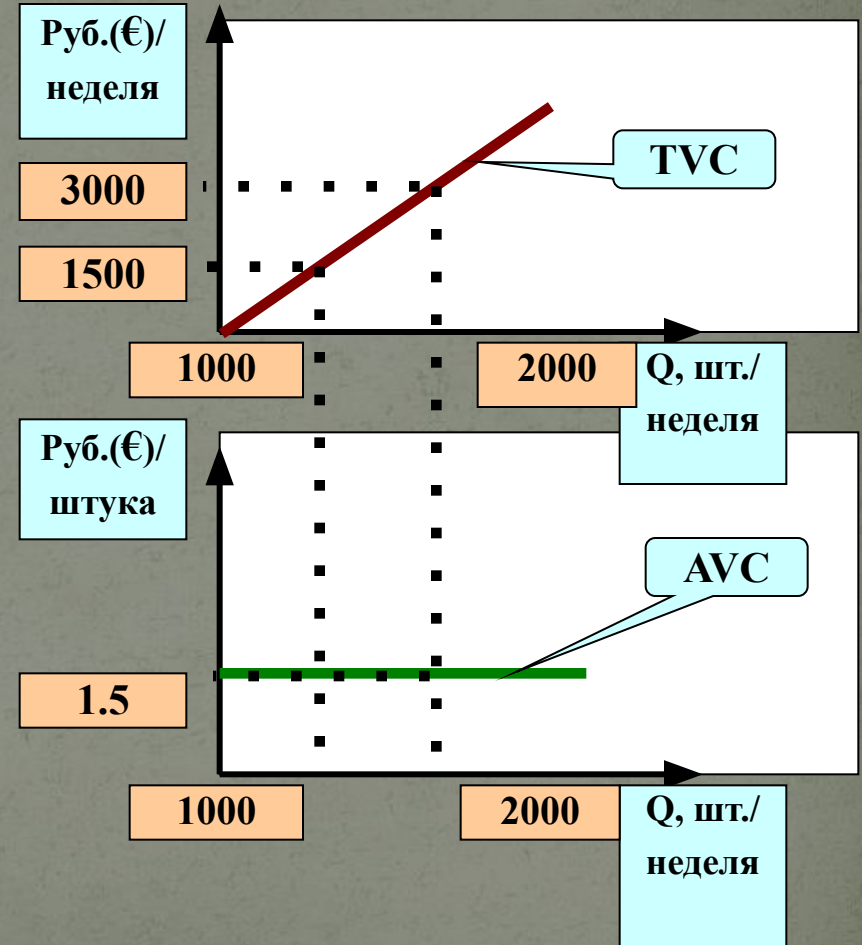 Руб.(€)/
неделя
TVC
3000
1500
1000
2000
Q, шт./
неделя
Руб.(€)/
штука
AVC
1.5
1000
2000
Q, шт./
неделя